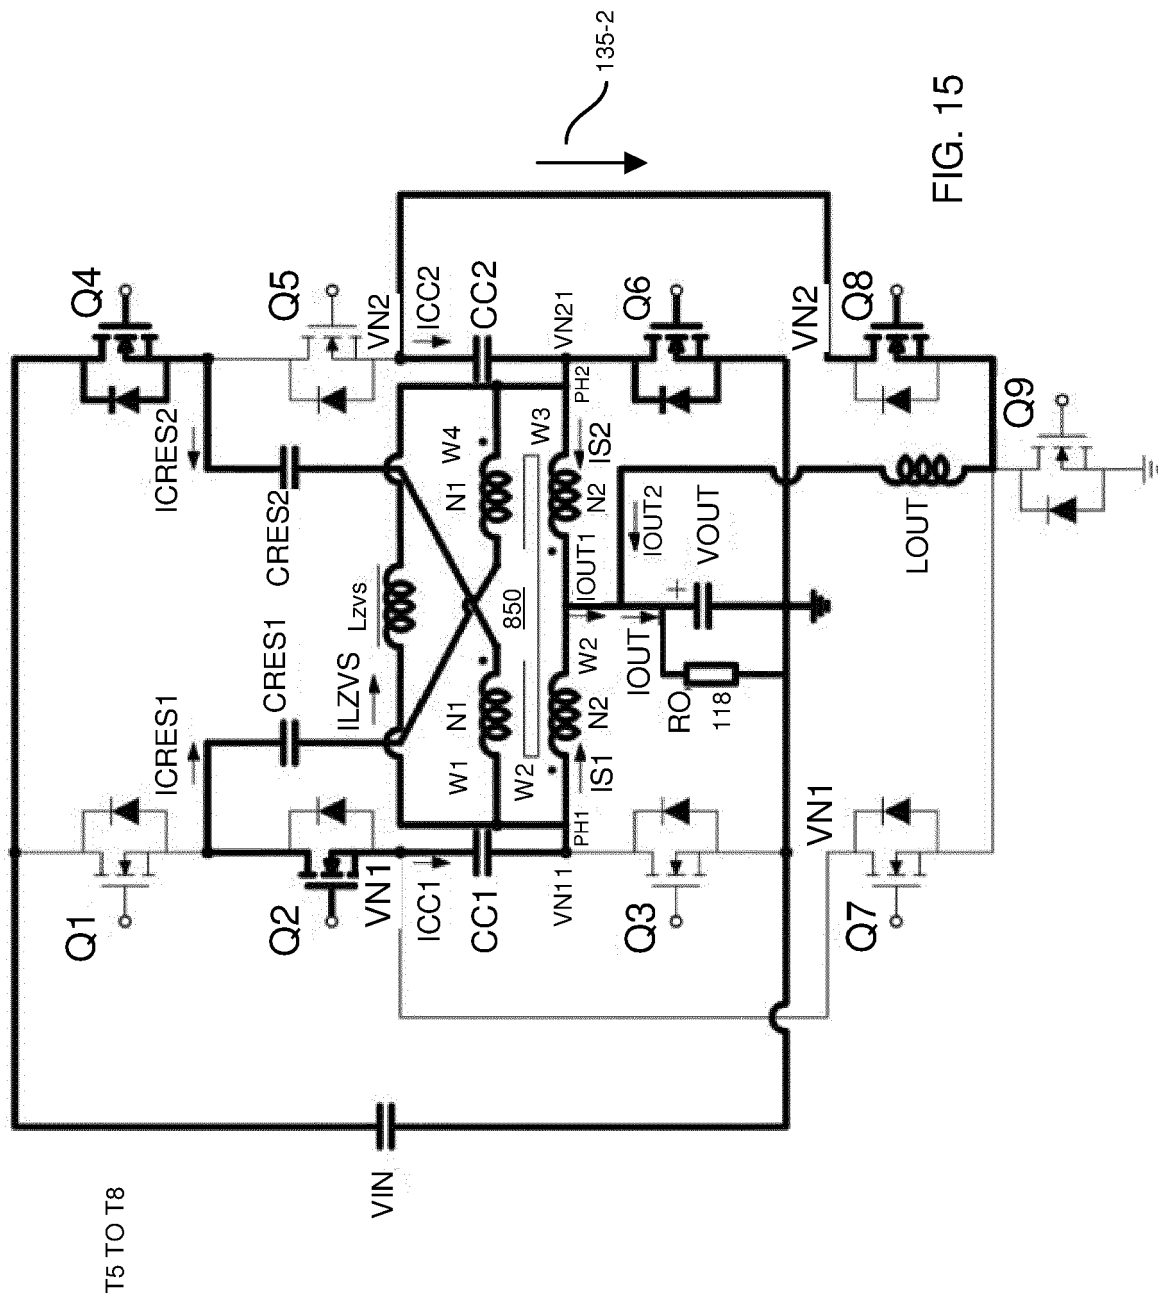 T5 TO T8
VIN
Q1
Q2
Q3
Q4
Q5
Q6
Q7
Q8
Q9
ICRES1
CRES1
ICRES2
CRES2
ILZVS
Lzvs
VN1
ICC1
CC1
VN11
PH1
VN2
ICC2
CC2
VN21
PH2
W1
N1
W4
N1
850
W2
IS1
N2
W2
W3
N2
IS2
IOUT1
IOUT2
IOUT
+
VOUT
RO
118
LOUT
VN1
VN2
135-2
FIG. 15